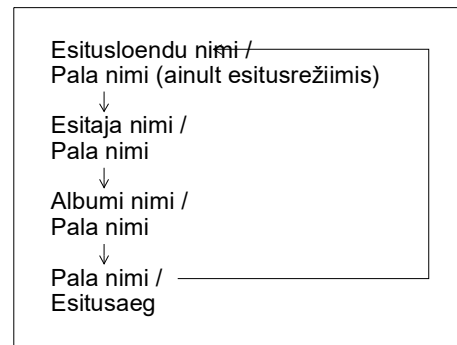 Esitusloendu nimi /
Pala nimi (ainult esitusrežiimis)
Esitaja nimi /
Pala nimi
Albumi nimi /
Pala nimi
Pala nimi /
Esitusaeg